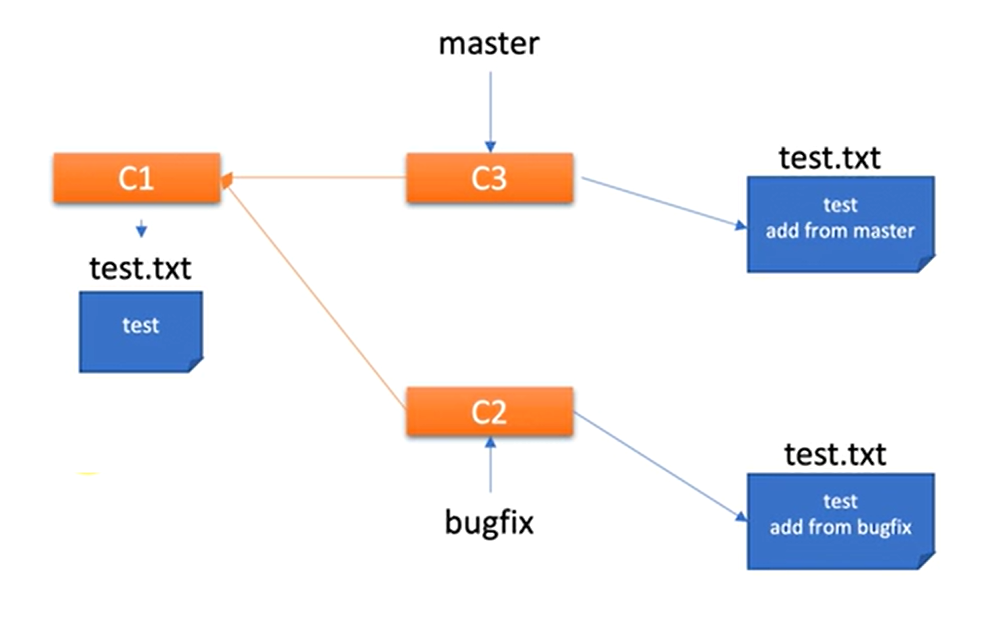 master
C1
C3
test.txt
test
add from master
test.txt
test
C2
test.txt
test
add from bugfix
bugfix